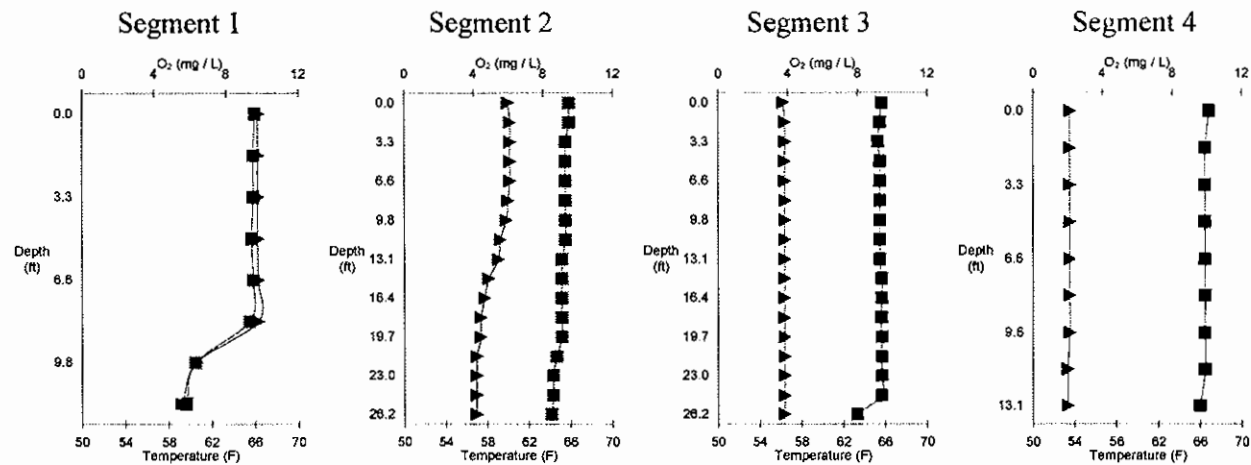 Segment 1
O₂ (mg / L)
0 4 8 12
0.0
3.3
6.6
9.8
Depth
(ft)
50 54 58 62 66 70
Temperature (F)
Segment 2
O₂ (mg / L)
0 4 8 12
0.0
3.3
6.6
9.8
13.1
16.4
19.7
23.0
26.2
Depth
(ft)
50 54 58 62 66 70
Temperature (F)
Segment 3
O₂ (mg / L)
0 4 8 12
0.0
3.3
6.6
9.8
13.1
16.4
19.7
23.0
26.2
Depth
(ft)
50 54 58 62 66 70
Temperature (F)
Segment 4
O₂ (mg / L)
0 4 8 12
0.0
3.3
6.6
9.6
13.1
Depth
(ft)
50 54 58 62 66 70
Temperature (F)